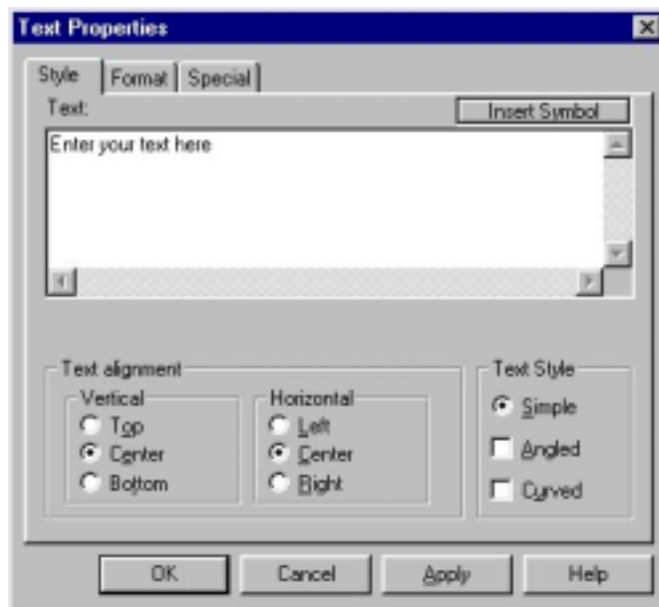 Text Properties
Style Format Special
Text: Insert Symbol
Enter your text here
Text alignment
Vertical
Top
Center
Bottom
Horizontal
Left
Center
Right
Text Style
Simple
Angled
Curved
OK Cancel Apply Help